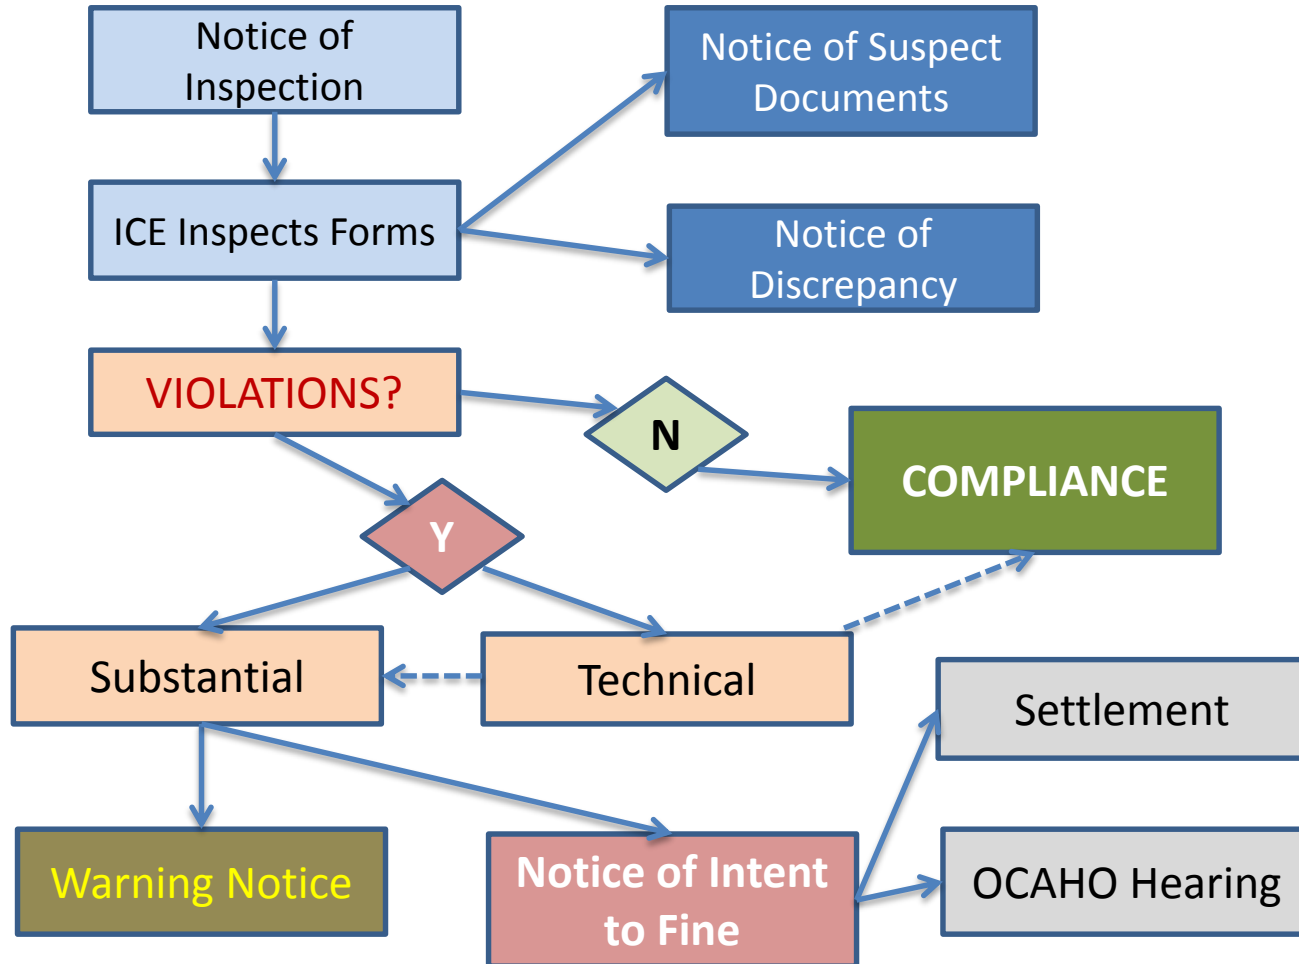 Notice of
Inspection
Notice of Suspect
Documents
ICE Inspects Forms
Notice of
Discrepancy
VIOLATIONS?
N
COMPLIANCE
Y
Substantial
Technical
Settlement
Warning Notice
Notice of Intent
to Fine
OCAHO Hearing